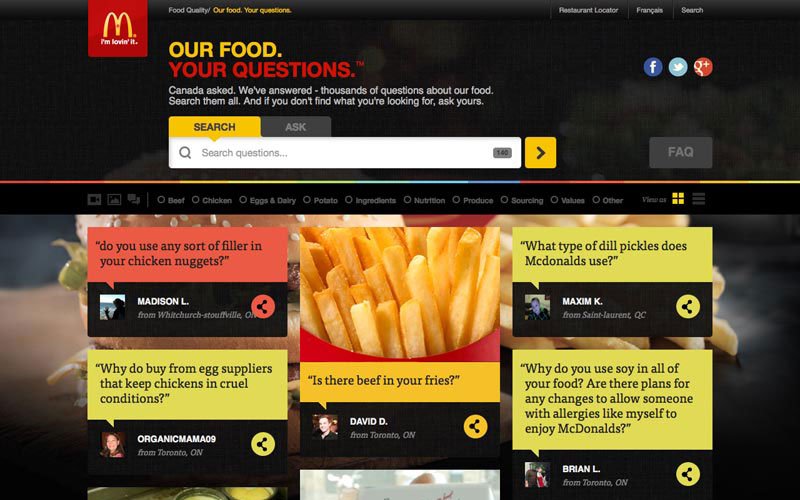 i'm lovin' it.
Food Quality/ Our food. Your questions.
Restaurant Locator
Français
Search
OUR FOOD.
YOUR QUESTIONS.™
Canada asked. We've answered - thousands of questions about our food.
Search them all. And if you don't find what you're looking for, ask yours.
SEARCH
ASK
Search questions...
140
FAQ
Beef
Chicken
Eggs & Dairy
Potato
Ingredients
Nutrition
Produce
Sourcing
Values
Other
View as
“do you use any sort of filler in
your chicken nuggets?”
MADISON L.
from Whitchurch-stouffville, ON
“Why do buy from egg suppliers
that keep chickens in cruel
conditions?”
ORGANICMAMA09
from Toronto, ON
“Is there beef in your fries?”
DAVID D.
from Toronto, ON
“What type of dill pickles does
Mcdonalds use?”
MAXIM K.
from Saint-laurent, QC
“Why do you use soy in all of
your food? Are there plans for
any changes to allow someone
with allergies like myself to
enjoy McDonalds?”
BRIAN L.
from Toronto, ON